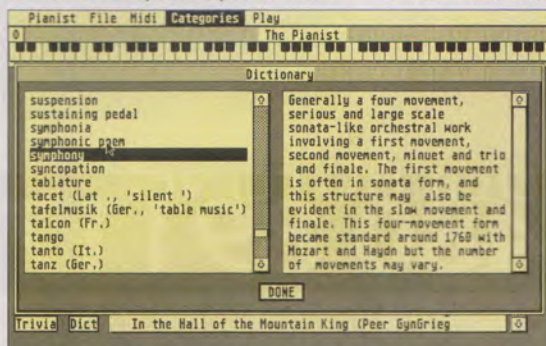 Pianist File Midi Categories Play
The Pianist
Dictionary
suspension
sustaining pedal
symphonia
symphonic poem
symphony
syncopation
tablature
tacet (Lat ., 'silent ')
tafelmusik (Ger., 'table music')
talcon (Fr.)
tango
tanto (It.)
tanz (Ger.)
Generally a four movement,
serious and large scale
sonata-like orchestral work
involving a first movement,
second movement, minuet and trio
and finale. The first movement
is often in sonata form, and
this structure may also be
evident in the slow movement and
finale. This four-movement form
became standard around 1760 with
Mozart and Haydn but the number
of movements may vary.
DONE
Trivia Dict In the Hall of the Mountain King (Peer GynGrieg